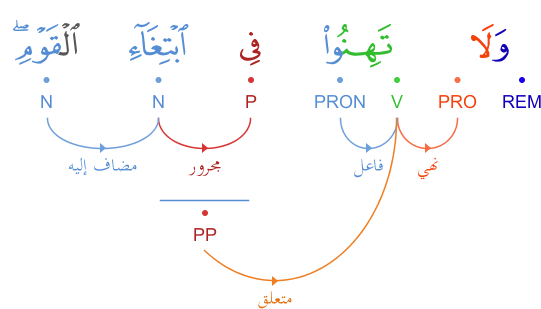 وَلَا تَهِنُوا۟ فِى ٱبْتِغَآءِ ٱلْقَوْمِ ۖ
REM PRO V PRON P N N
نهي فاعل مجرور مضاف إليه
PP
متعلق